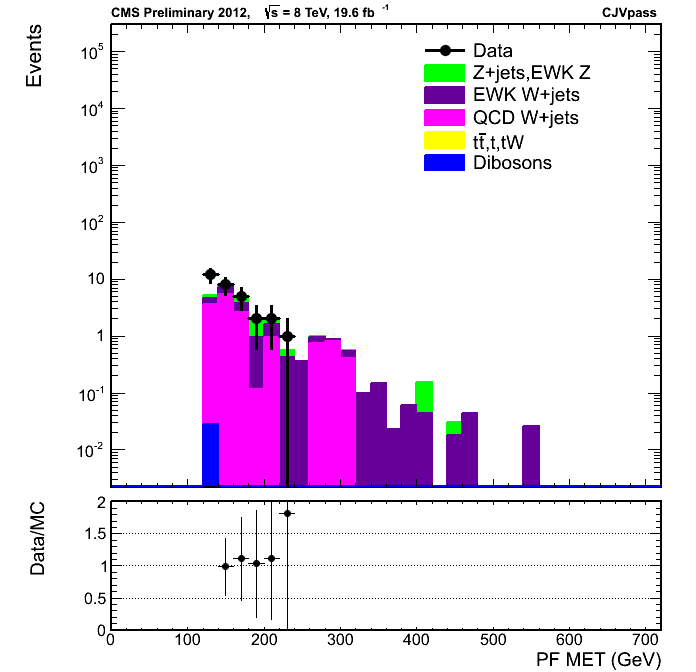 CMS Preliminary 2012, √s = 8 TeV, 19.6 fb⁻¹ CJVpass
Events
10⁵
10⁴
10³
10²
10
1
10⁻¹
10⁻²
Data
Z+jets,EWK Z
EWK W+jets
QCD W+jets
tt̄,t,tW
Dibosons
Data/MC
2
1.5
1
0.5
0
0 100 200 300 400 500 600 700
PF MET (GeV)